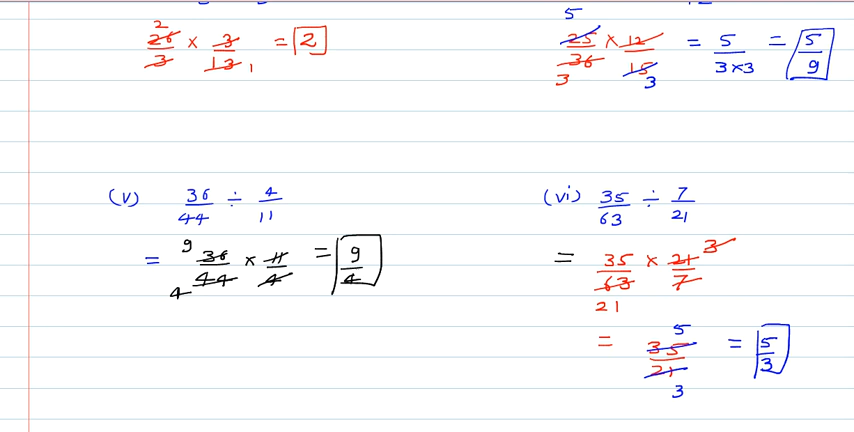 2
26/3 × 3/13 1 = 2
5
25/36 × 12/15 = 5/3×3 = 5/9
3 3
(v) 36/44 ÷ 4/11
= 9 36/44 × 11/4 = 9/4
4
(vi) 35/63 ÷ 7/21
= 35/63 × 21/7 3
21
= 35/21 = 5/3
5
3